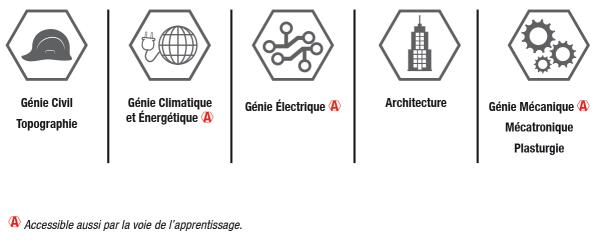 Génie Civil
Topographie
Génie Climatique
et Énergétique A
Génie Électrique A
Architecture
Génie Mécanique A
Mécatronique
Plasturgie
A Accessible aussi par la voie de l'apprentissage.